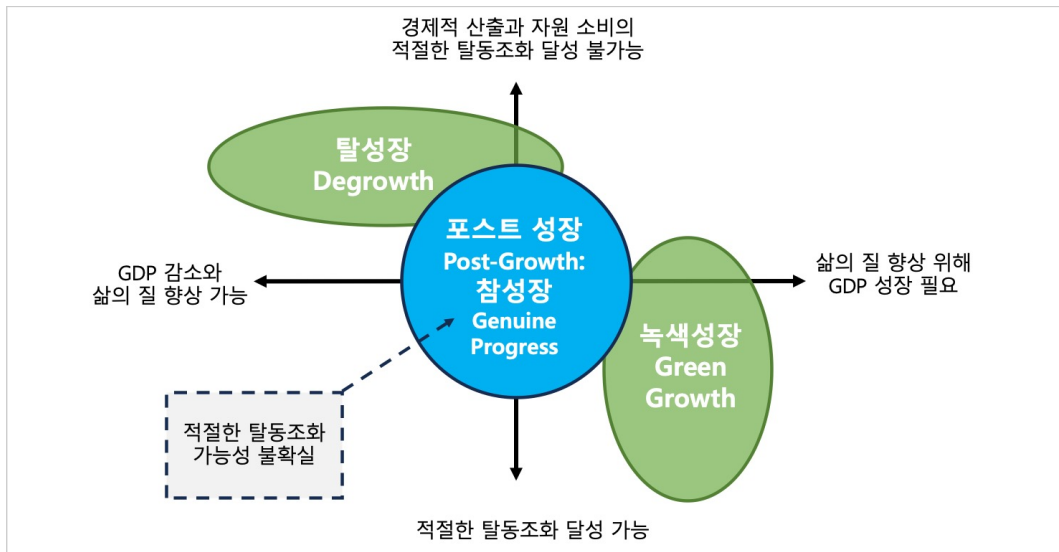 경제적 산출과 자원 소비의
적절한 탈동조화 달성 불가능
탈성장
Degrowth
포스트 성장
Post-Growth:
참성장
Genuine
Progress
GDP 감소와
삶의 질 향상 가능
삶의 질 향상 위해
GDP 성장 필요
녹색성장
Green
Growth
적절한 탈동조화
가능성 불확실
적절한 탈동조화 달성 가능